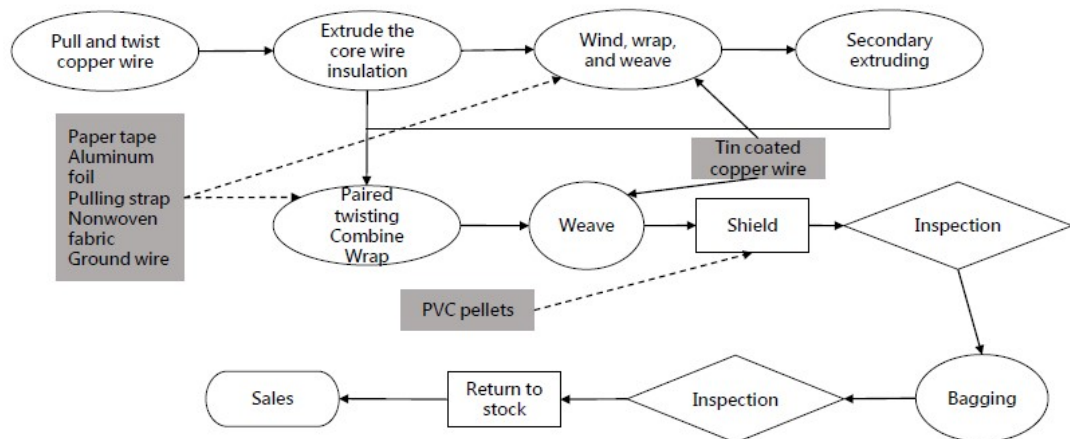 Pull and twist
copper wire
Extrude the
core wire
insulation
Wind, wrap,
and weave
Secondary
extruding
Paper tape
Aluminum
foil
Pulling strap
Nonwoven
fabric
Ground wire
Tin coated
copper wire
Paired
twisting
Combine
Wrap
Weave
Shield
Inspection
PVC pellets
Sales
Return to
stock
Inspection
Bagging